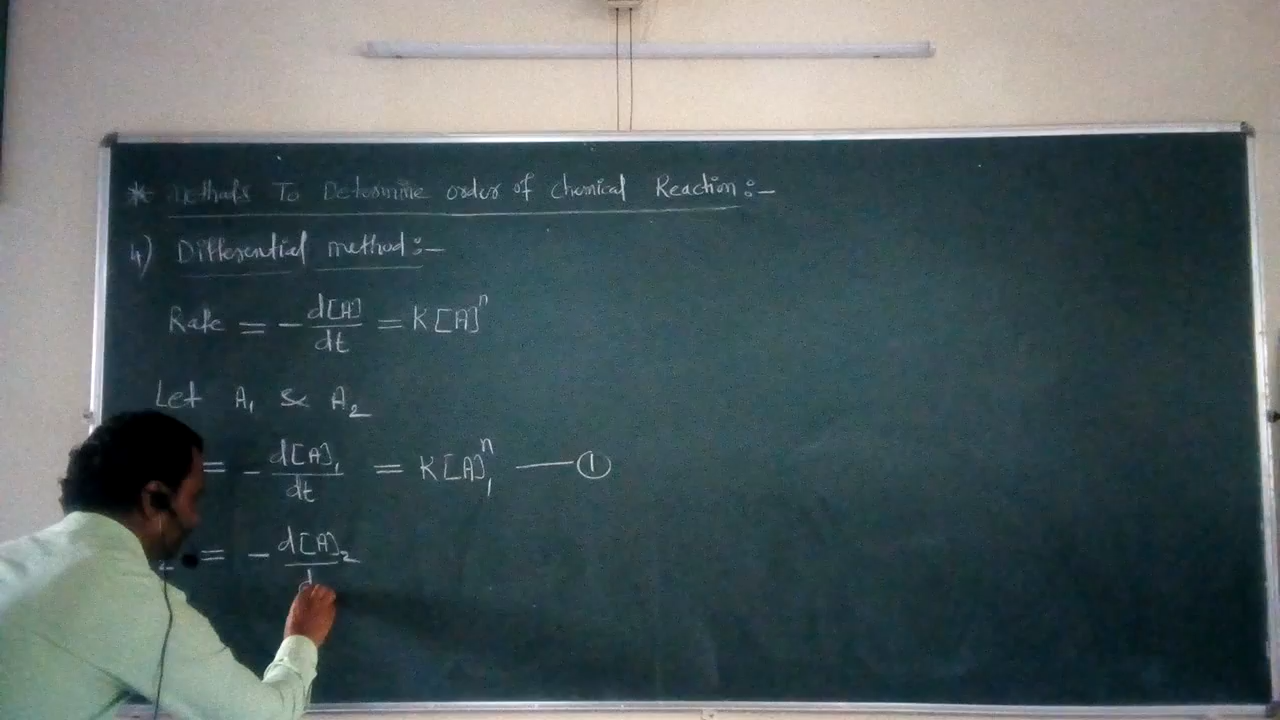 * Methods To Determine order of Chemical Reaction:-
4) Differential method:-
Rate = - d[A]/dt = K[A]^n
Let A₁ & A₂
= - d[A]₁/dt = K[A]₁^n — ①
₂ = - d[A]₂/d